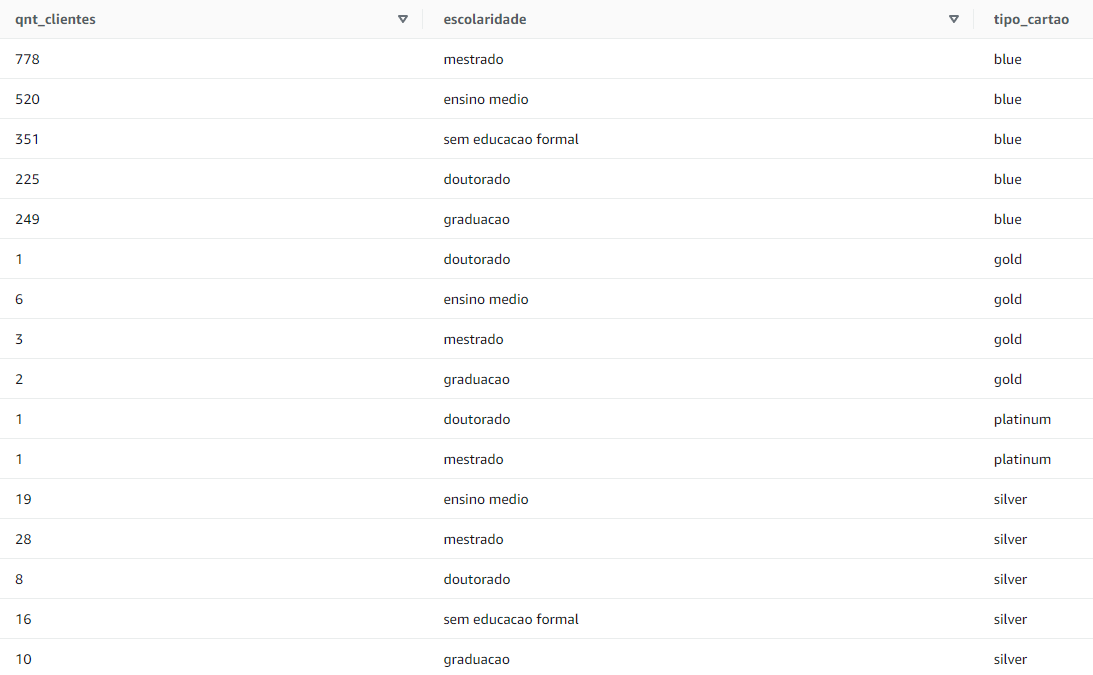 qnt_clientes escolaridade tipo_cartao
778 mestrado blue
520 ensino medio blue
351 sem educacao formal blue
225 doutorado blue
249 graduacao blue
1 doutorado gold
6 ensino medio gold
3 mestrado gold
2 graduacao gold
1 doutorado platinum
1 mestrado platinum
19 ensino medio silver
28 mestrado silver
8 doutorado silver
16 sem educacao formal silver
10 graduacao silver